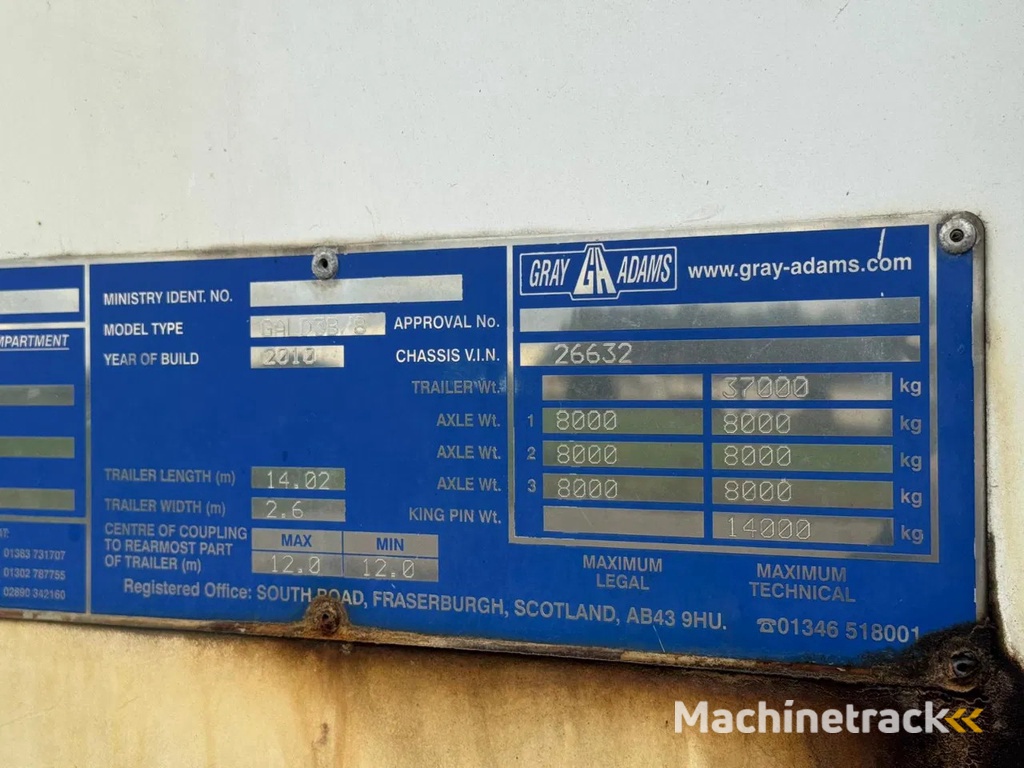 MPARTMENT
AT:
01383 731707
01302 787755
02890 342160
MINISTRY IDENT. NO.
MODEL TYPE
YEAR OF BUILD 2010
TRAILER LENGTH (m) 14.02
TRAILER WIDTH (m) 2.6
CENTRE OF COUPLING
TO REARMOST PART
OF TRAILER (m)
MAX MIN
12.0 12.0
GRAY GA ADAMS www.gray-adams.com
APPROVAL No.
CHASSIS V.I.N. 26632
TRAILER Wt. 37000 kg
AXLE Wt. 1 8000 8000 kg
AXLE Wt. 2 8000 8000 kg
AXLE Wt. 3 8000 8000 kg
KING PIN Wt. 14000 kg
MAXIMUM
LEGAL
MAXIMUM
TECHNICAL
Registered Office: SOUTH ROAD, FRASERBURGH, SCOTLAND, AB43 9HU.
☎01346 518001
Machinetrack